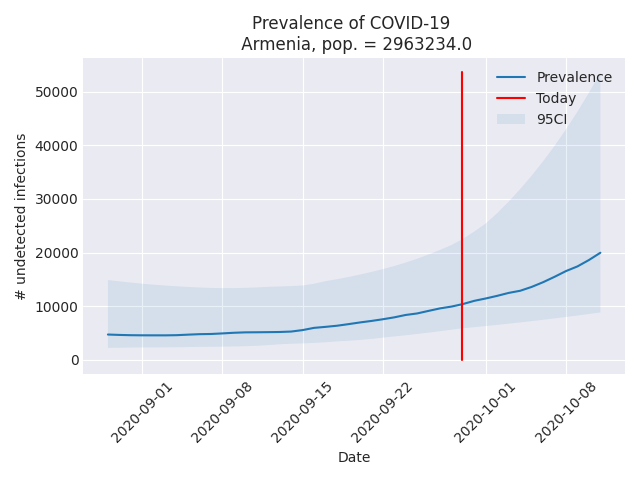 Prevalence of COVID-19
Armenia, pop. = 2963234.0
Prevalence
Today
95CI
50000
40000
30000
20000
10000
0
# undetected infections
2020-09-01
2020-09-08
2020-09-15
2020-09-22
2020-10-01
2020-10-08
Date